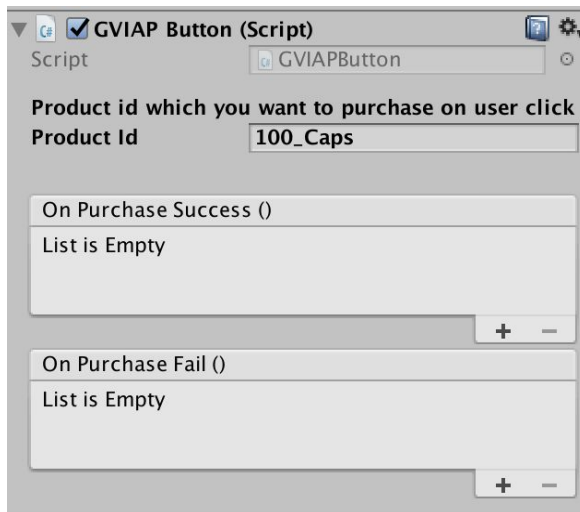 GVIAP Button (Script)
Script GVIAPButton
Product id which you want to purchase on user click
Product Id 100_Caps
On Purchase Success ()
List is Empty
+ −
On Purchase Fail ()
List is Empty
+ −